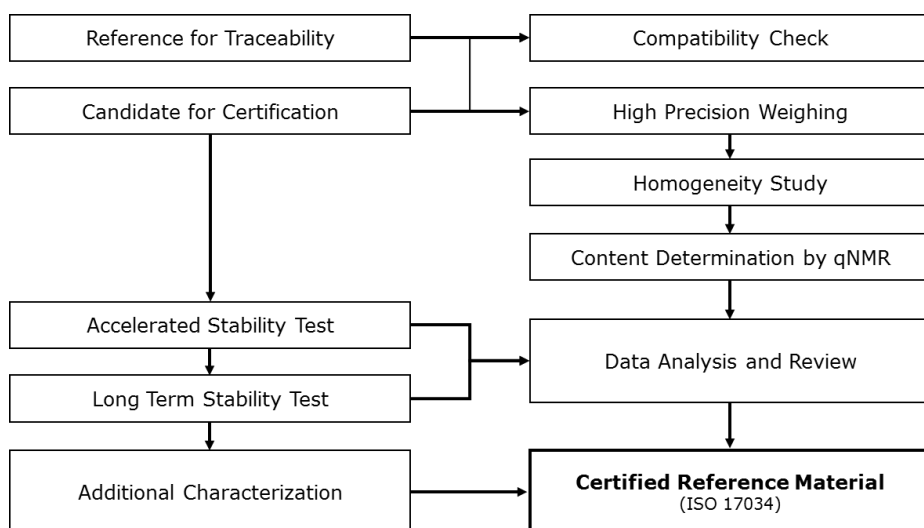 Reference for Traceability
Compatibility Check
Candidate for Certification
High Precision Weighing
Homogeneity Study
Content Determination by qNMR
Accelerated Stability Test
Data Analysis and Review
Long Term Stability Test
Additional Characterization
Certified Reference Material
(ISO 17034)